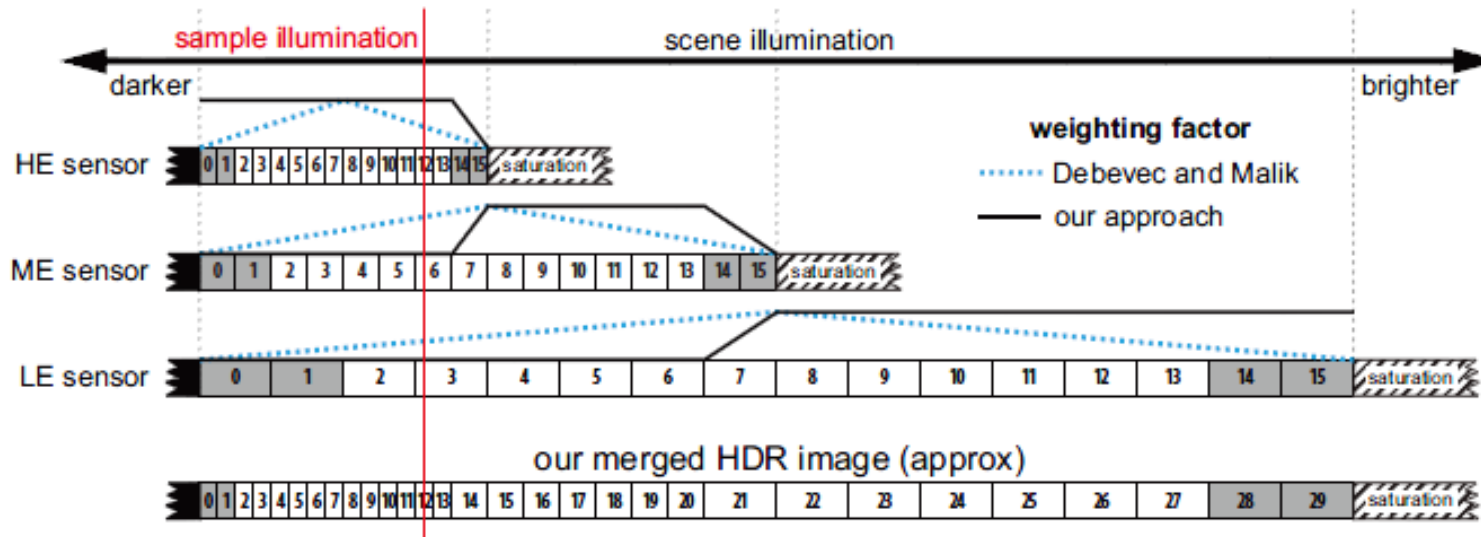 sample illumination scene illumination
darker brighter
weighting factor
Debevec and Malik
our approach
HE sensor 0 1 2 3 4 5 6 7 8 9 10 11 12 13 14 15 saturation
ME sensor 0 1 2 3 4 5 6 7 8 9 10 11 12 13 14 15 saturation
LE sensor 0 1 2 3 4 5 6 7 8 9 10 11 12 13 14 15 saturation
our merged HDR image (approx)
0 1 2 3 4 5 6 7 8 9 10 11 12 13 14 15 16 17 18 19 20 21 22 23 24 25 26 27 28 29 saturation